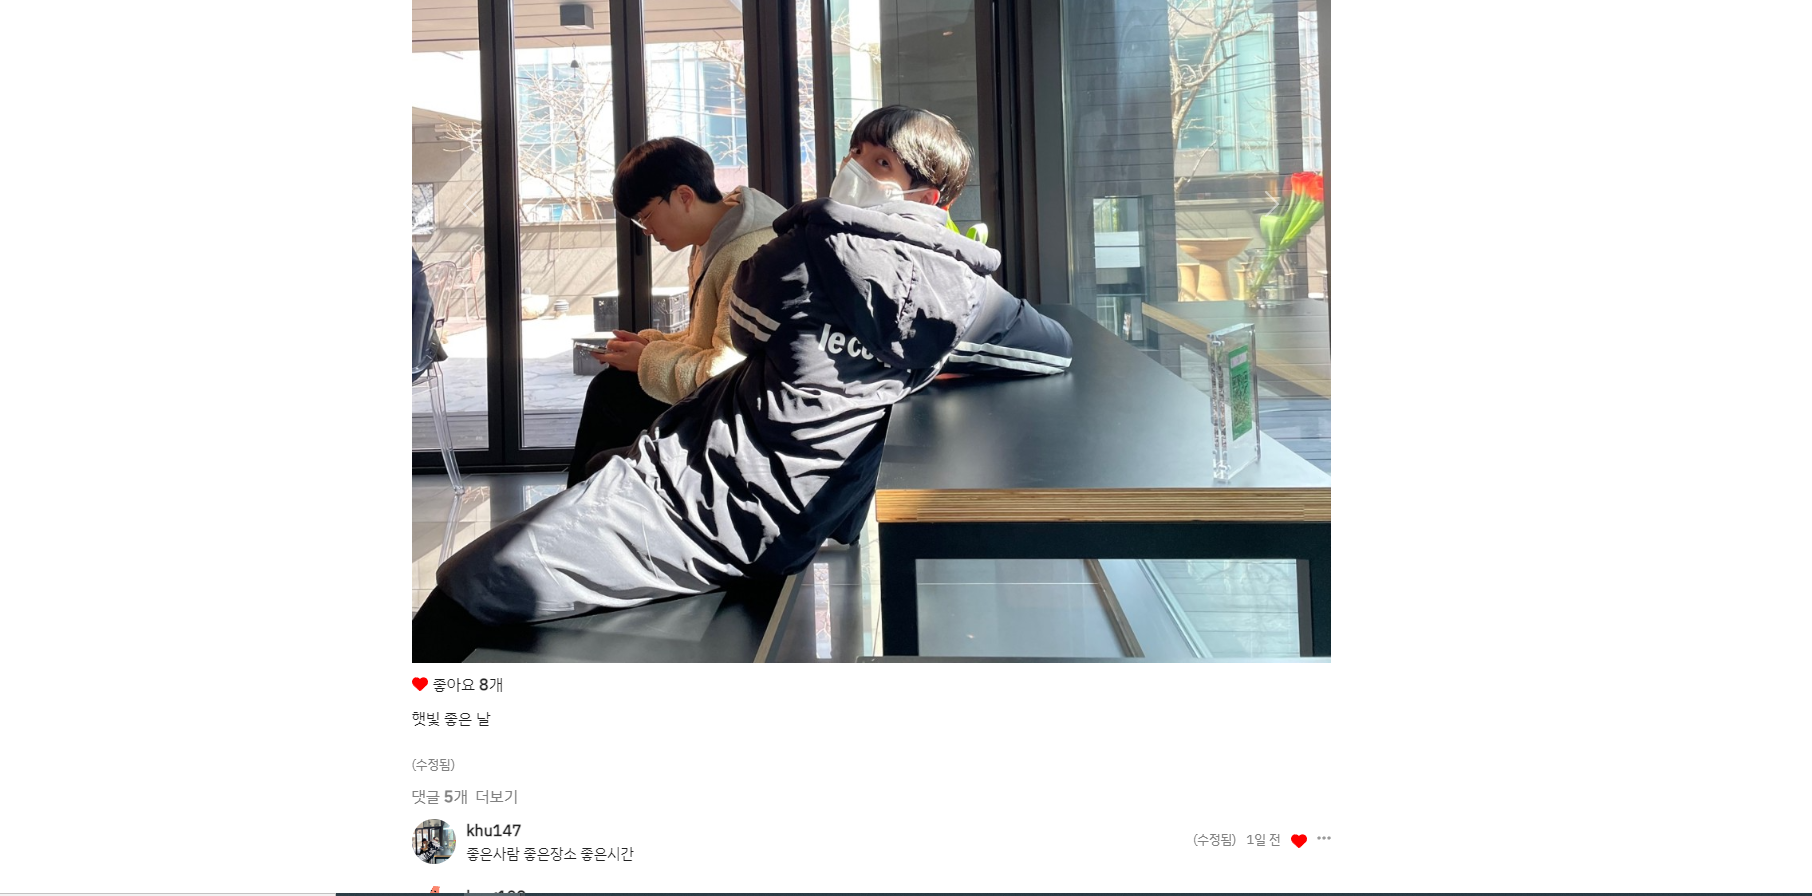 le co
좋아요 8개
햇빛 좋은 날
(수정됨)
댓글 5개 더보기
khu147
(수정됨) 1일 전
좋은사람 좋은장소 좋은시간